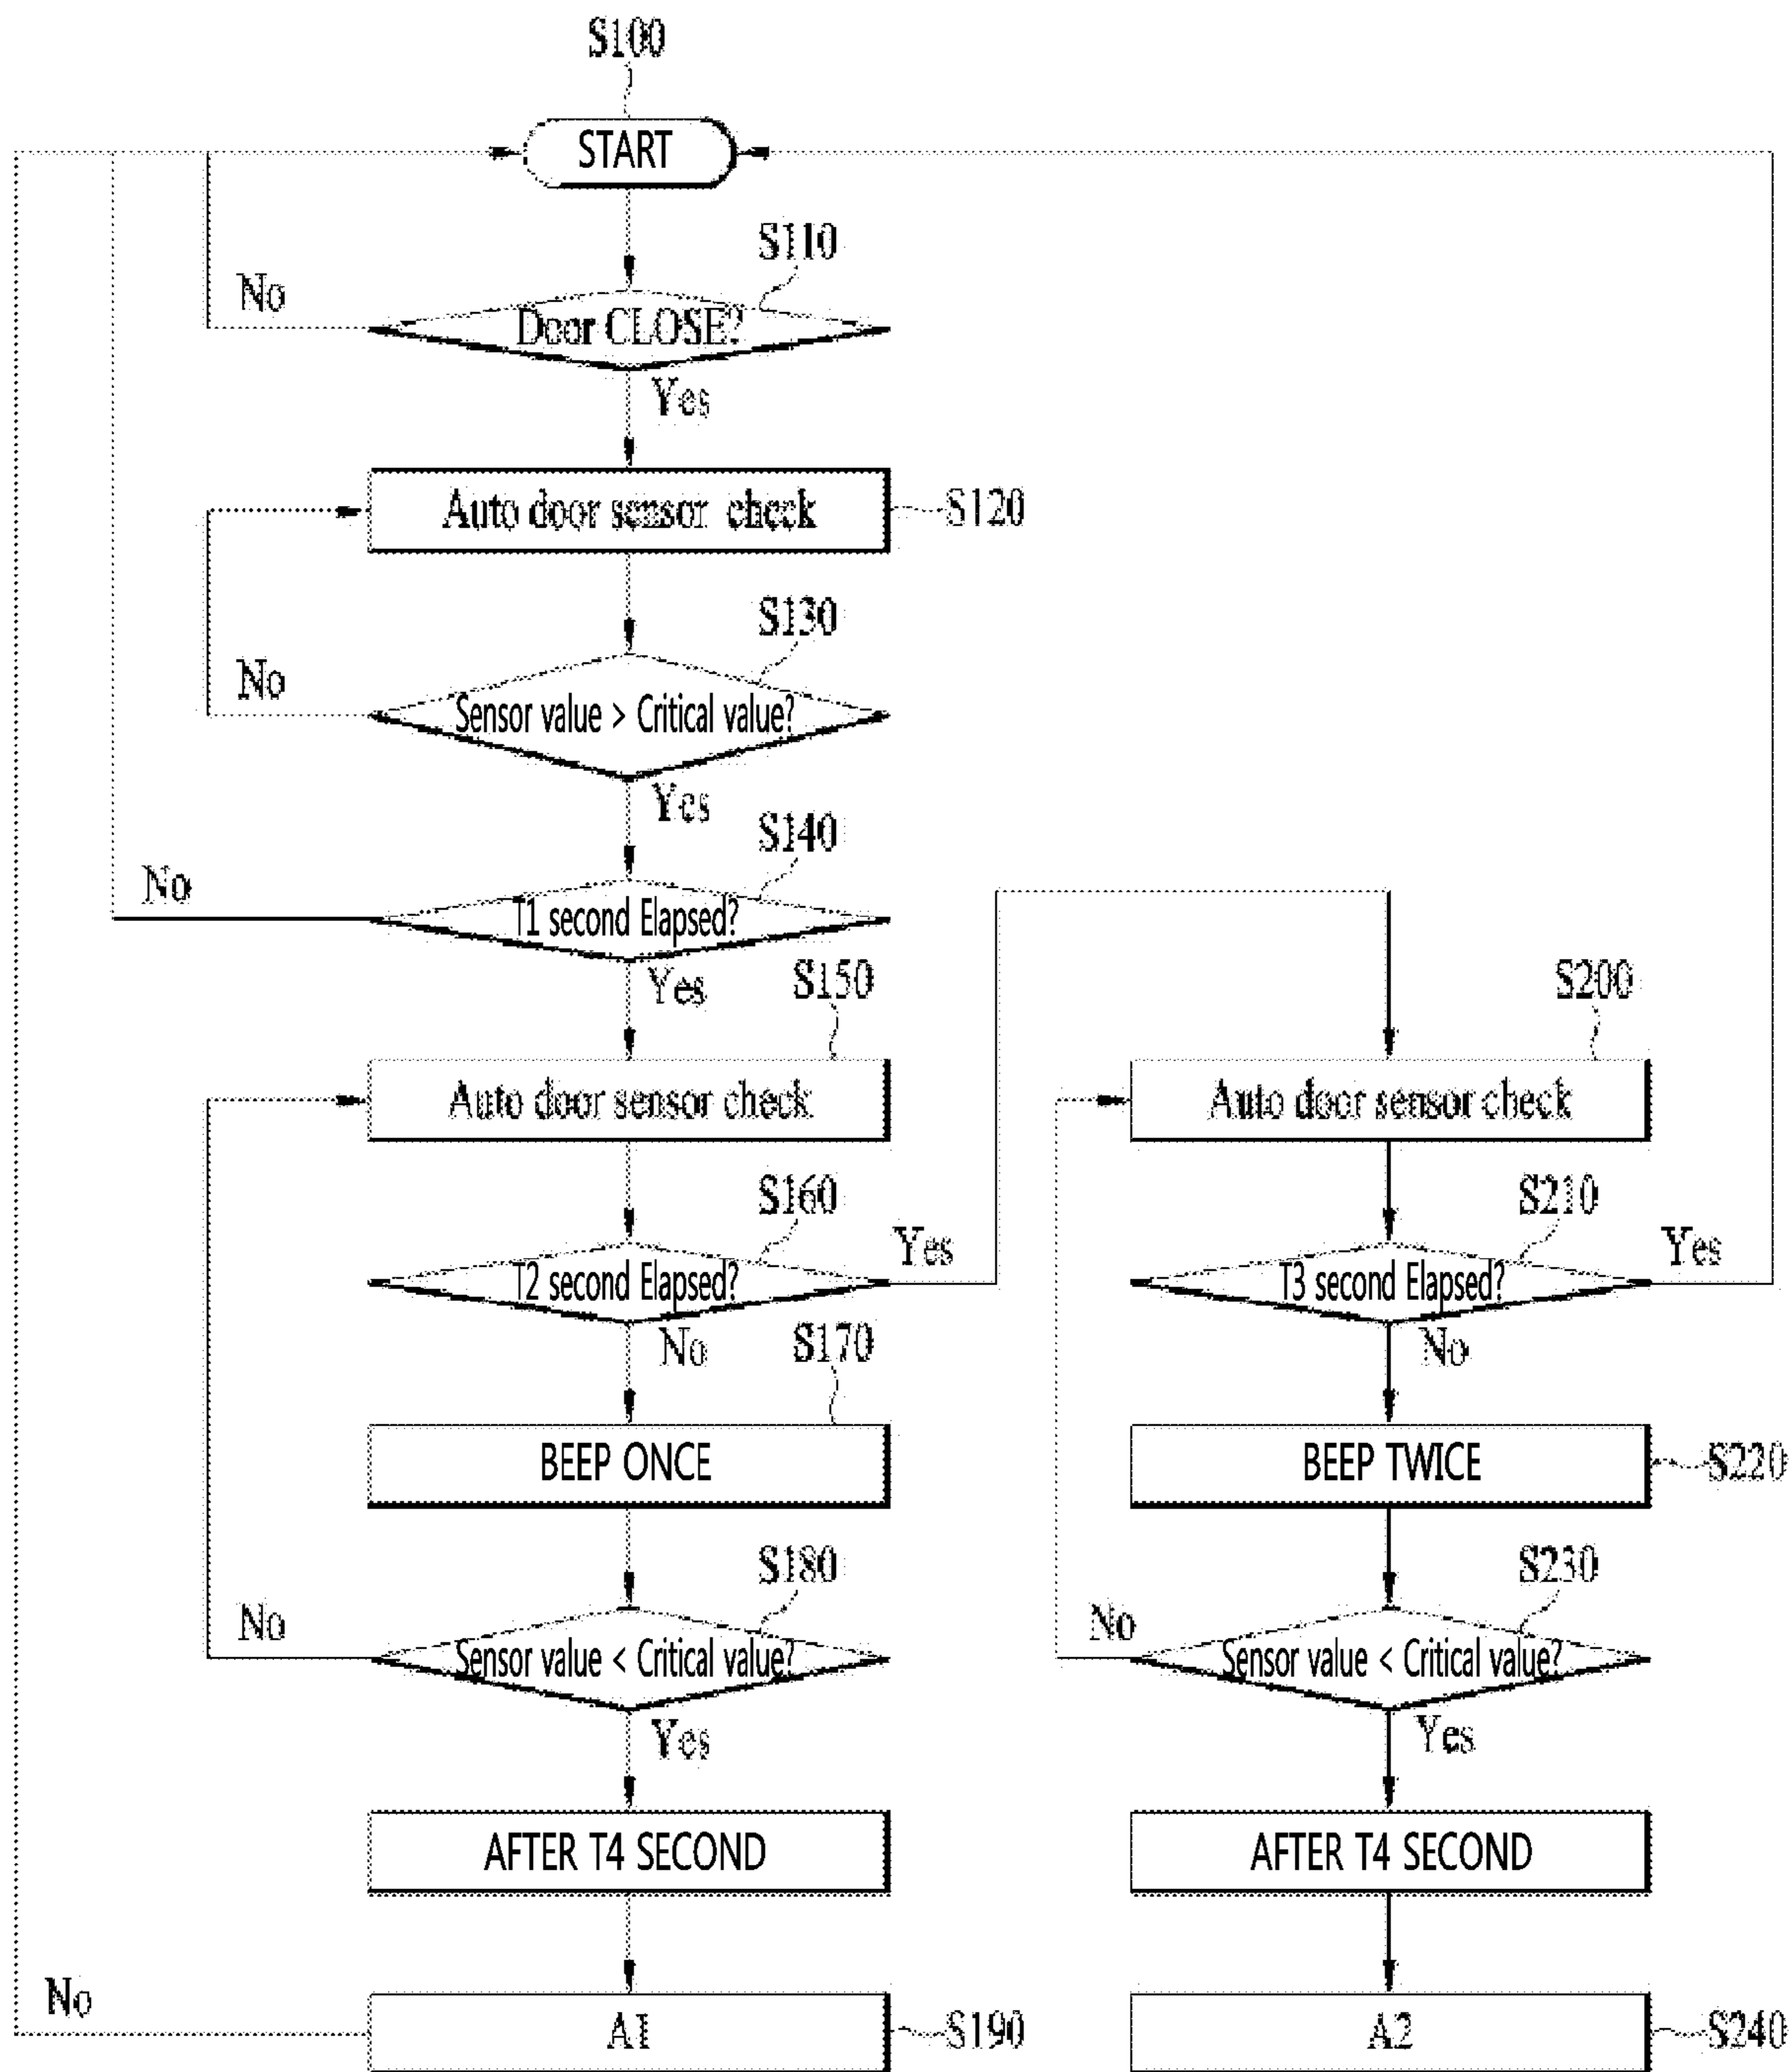 S100
START
S110
No
Door CLOSE?
Yes
Auto door sensor check
S120
S130
No
Sensor value > Critical value?
Yes
S140
No
T1 second Elapsed?
Yes
S150
S200
Auto door sensor check
Auto door sensor check
S160
S210
Yes
Yes
T2 second Elapsed?
T3 second Elapsed?
No
S170
No
BEEP ONCE
BEEP TWICE
S220
S180
S230
No
No
Sensor value < Critical value?
Sensor value < Critical value?
Yes
Yes
AFTER T4 SECOND
AFTER T4 SECOND
No
A1
S190
A2
S240